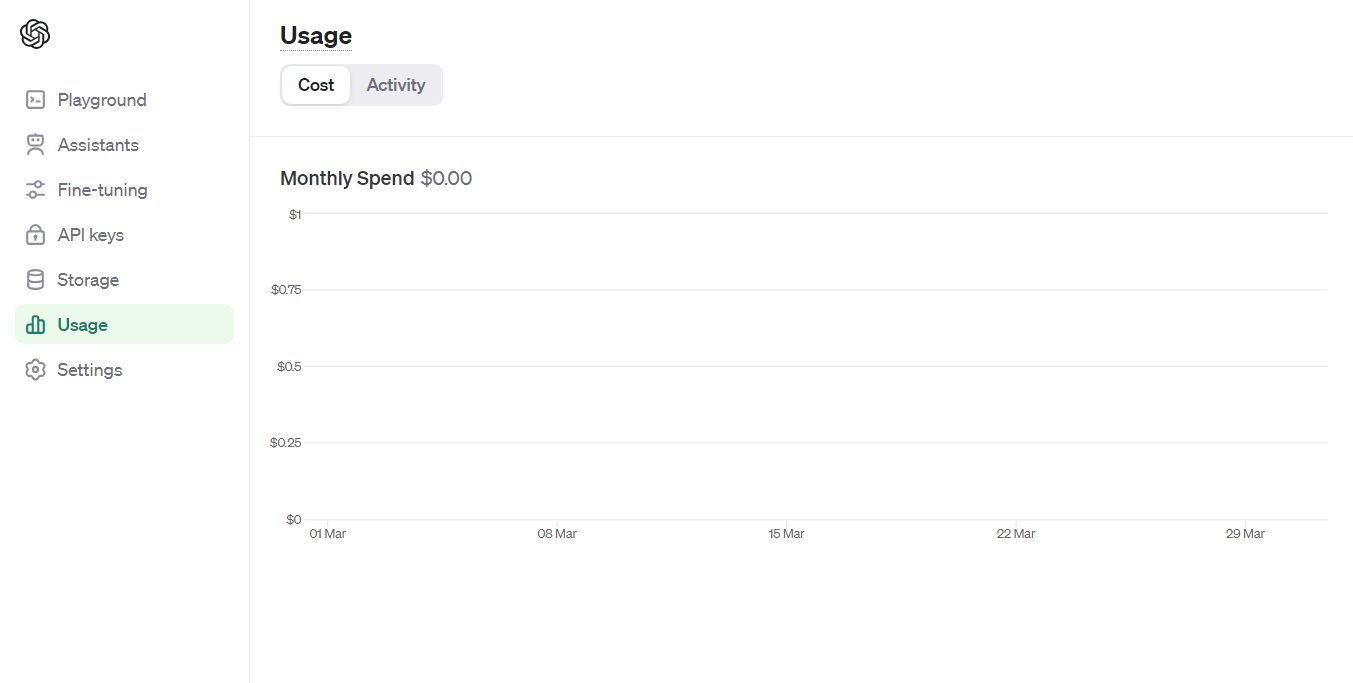 Playground
Assistants
Fine-tuning
API keys
Storage
Usage
Settings
Usage
Cost Activity
Monthly Spend $0.00
$1
$0.75
$0.5
$0.25
$0
01 Mar 08 Mar 15 Mar 22 Mar 29 Mar